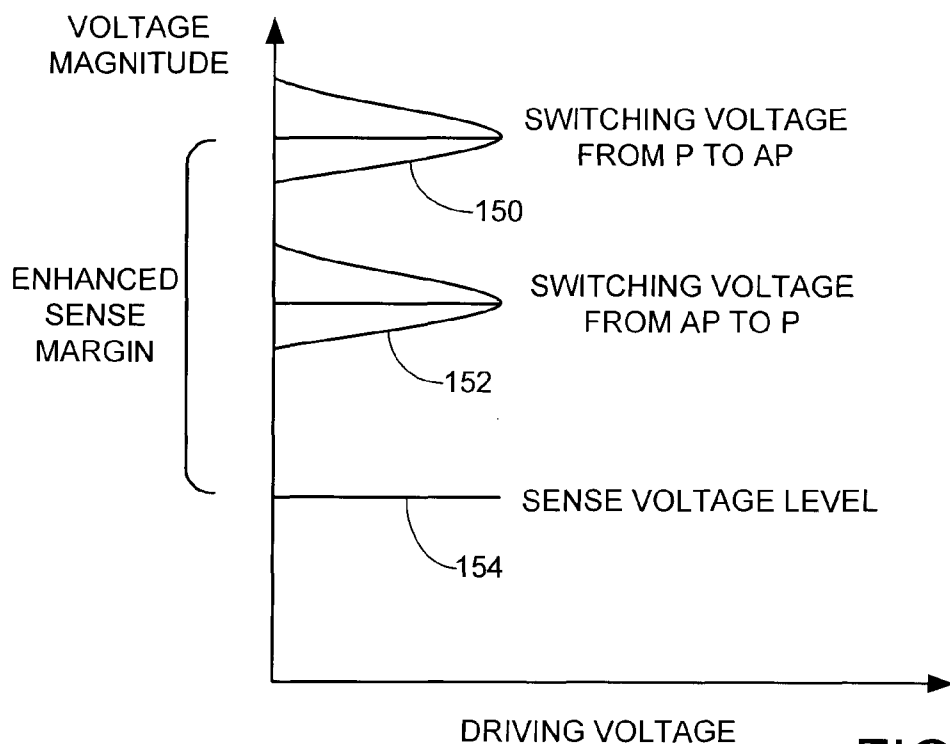 VOLTAGE
MAGNITUDE
SWITCHING VOLTAGE
FROM P TO AP
150
ENHANCED
SENSE
MARGIN
SWITCHING VOLTAGE
FROM AP TO P
152
SENSE VOLTAGE LEVEL
154
DRIVING VOLTAGE